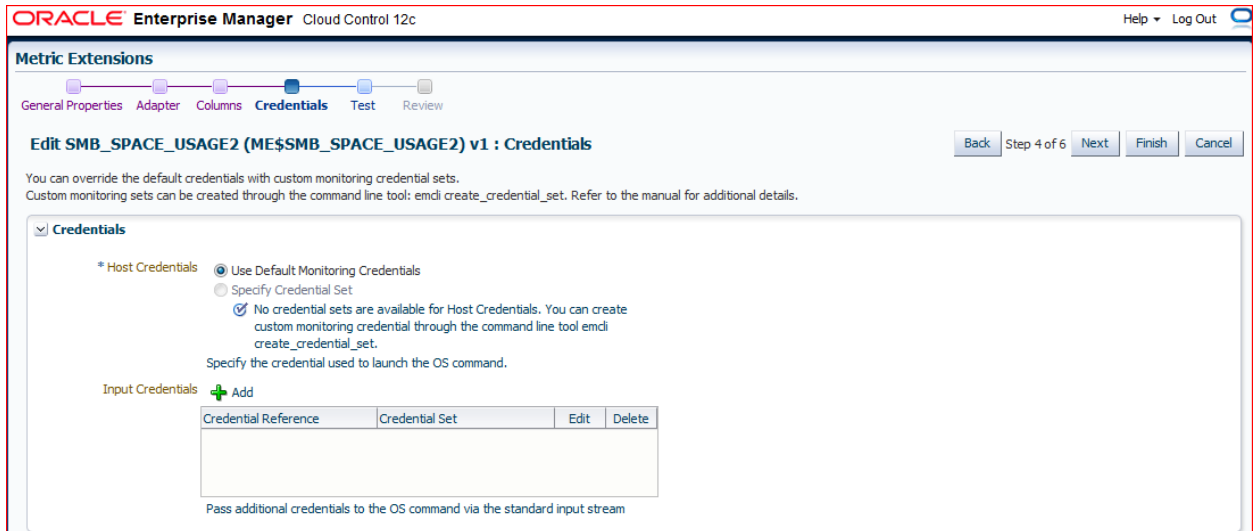 ORACLE Enterprise Manager Cloud Control 12c
Help Log Out
Metric Extensions
General Properties Adapter Columns Credentials Test Review
Edit SMB_SPACE_USAGE2 (ME$SMB_SPACE_USAGE2) v1 : Credentials
Back Step 4 of 6 Next Finish Cancel
You can override the default credentials with custom monitoring credential sets.
Custom monitoring sets can be created through the command line tool: emcli create_credential_set. Refer to the manual for additional details.
Credentials
* Host Credentials Use Default Monitoring Credentials
Specify Credential Set
No credential sets are available for Host Credentials. You can create
custom monitoring credential through the command line tool emcli
create_credential_set.
Specify the credential used to launch the OS command.
Input Credentials Add
Credential Reference Credential Set Edit Delete
Pass additional credentials to the OS command via the standard input stream